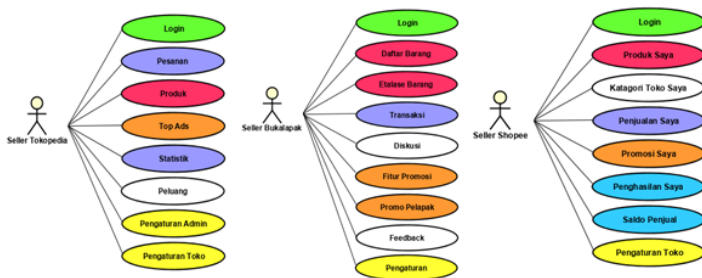 Login
Pesanan
Produk
Top Ads
Statistik
Peluang
Pengaturan Admin
Pengaturan Toko
Seller Tokopedia
Login
Daftar Barang
Etalase Barang
Transaksi
Diskusi
Fitur Promosi
Promo Pelapak
Feedback
Pengaturan
Seller Bukalapak
Login
Produk Saya
Katagori Toko Saya
Penjualan Saya
Promosi Saya
Penghasilan Saya
Saldo Penjual
Pengaturan Toko
Seller Shopee